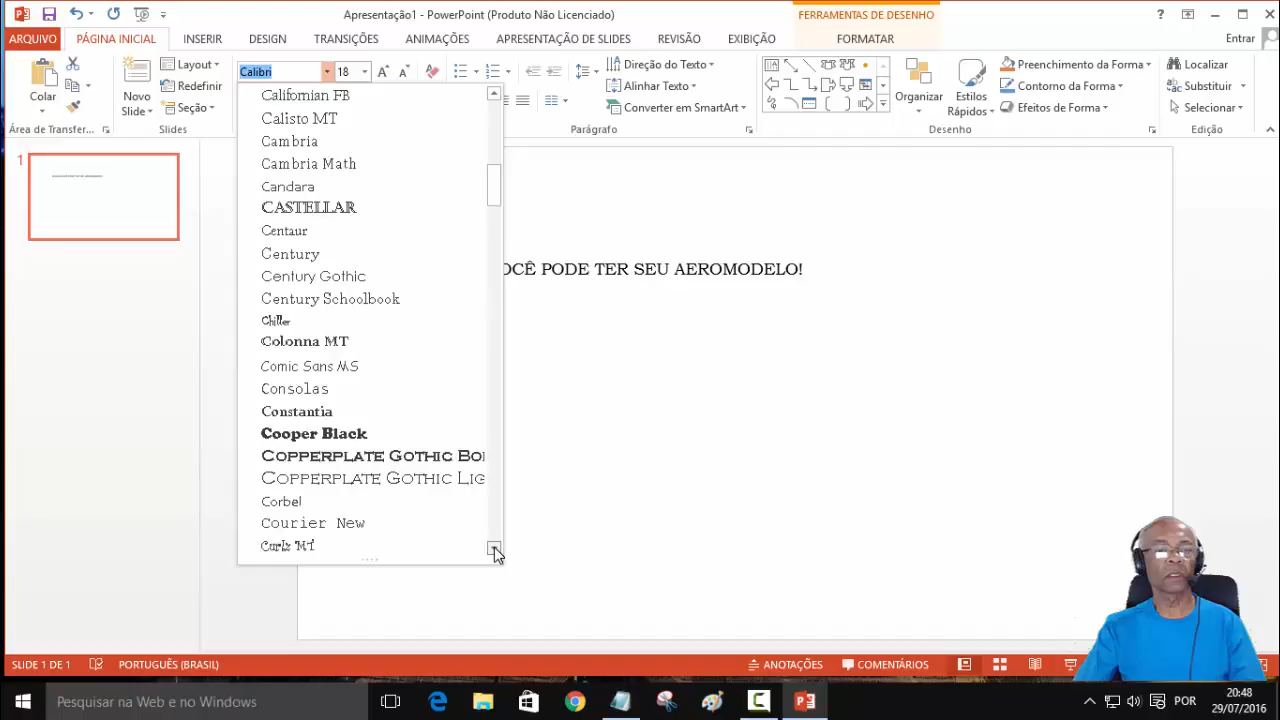 Apresentação1 - PowerPoint (Produto Não Licenciado)
FERRAMENTAS DE DESENHO
?
ARQUIVO
PÁGINA INICIAL
INSERIR
DESIGN
TRANSIÇÕES
ANIMAÇÕES
APRESENTAÇÃO DE SLIDES
REVISÃO
EXIBIÇÃO
FORMATAR
Entrar
Colar
Área de Transfer...
Novo
Slide
Layout
Redefinir
Seção
Slides
Calibri
18
Direção do Texto
Alinhar Texto
Converter em SmartArt
Parágrafo
Organizar
Estilos
Rápidos
Preenchimento da Forma
Contorno da Forma
Efeitos de Forma
Desenho
Localizar
Substituir
Selecionar
Edição
1
Californian FB
Calisto MT
Cambria
Cambria Math
Candara
CASTELLAR
Centaur
Century
Century Gothic
Century Schoolbook
Chiller
Colonna MT
Comic Sans MS
Consolas
Constantia
Cooper Black
Copperplate Gothic Bol
Copperplate Gothic Lig
Corbel
Courier New
Curlz MT
OCÊ PODE TER SEU AEROMODELO!
SLIDE 1 DE 1
PORTUGUÊS (BRASIL)
ANOTAÇÕES
COMENTÁRIOS
Pesquisar na Web e no Windows
POR
20:48
29/07/2016